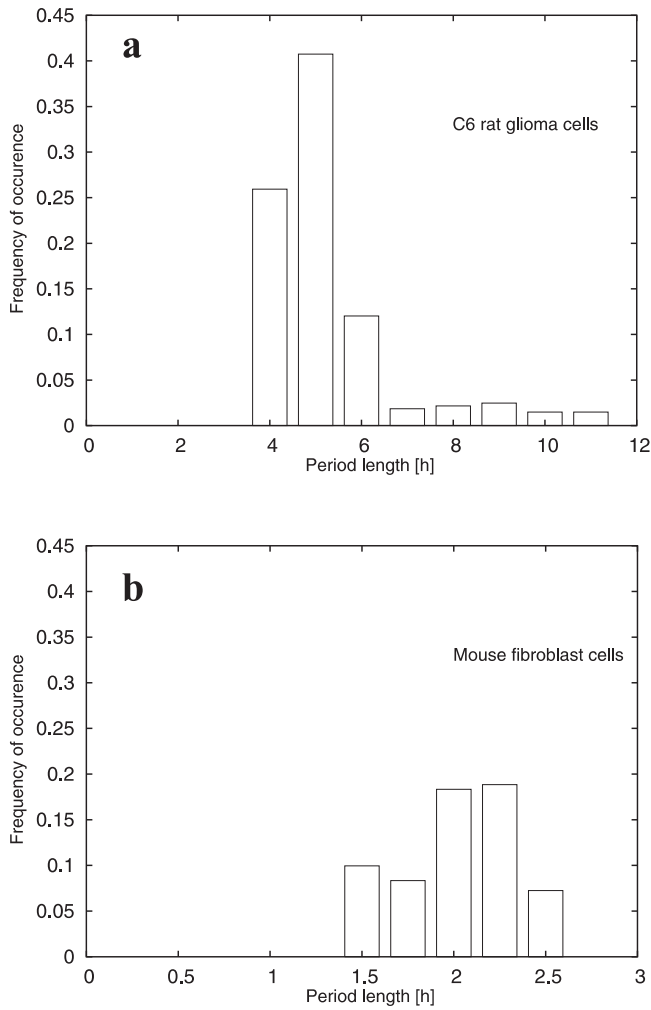 a
C6 rat glioma cells
Frequency of occurence
0.45
0.4
0.35
0.3
0.25
0.2
0.15
0.1
0.05
0
0 2 4 6 8 10 12
Period length [h]
b
Mouse fibroblast cells
Frequency of occurence
0.45
0.4
0.35
0.3
0.25
0.2
0.15
0.1
0.05
0
0 0.5 1 1.5 2 2.5 3
Period length [h]